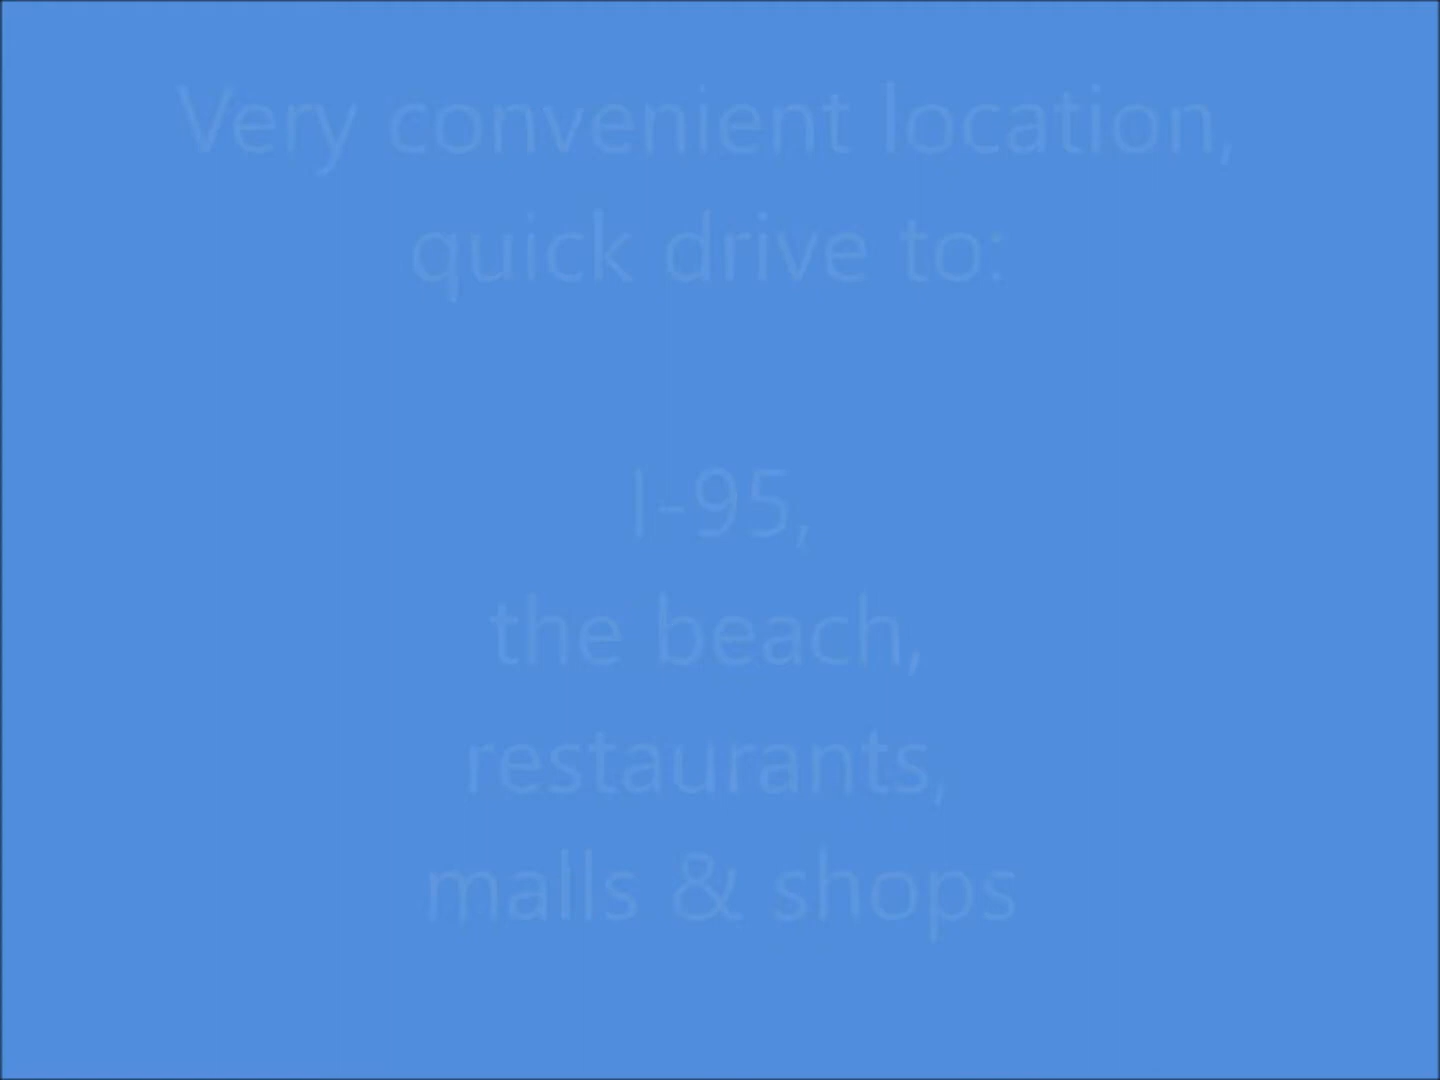 Very convenient location,
quick drive to:
I-95,
the beach,
restaurants,
malls & shops